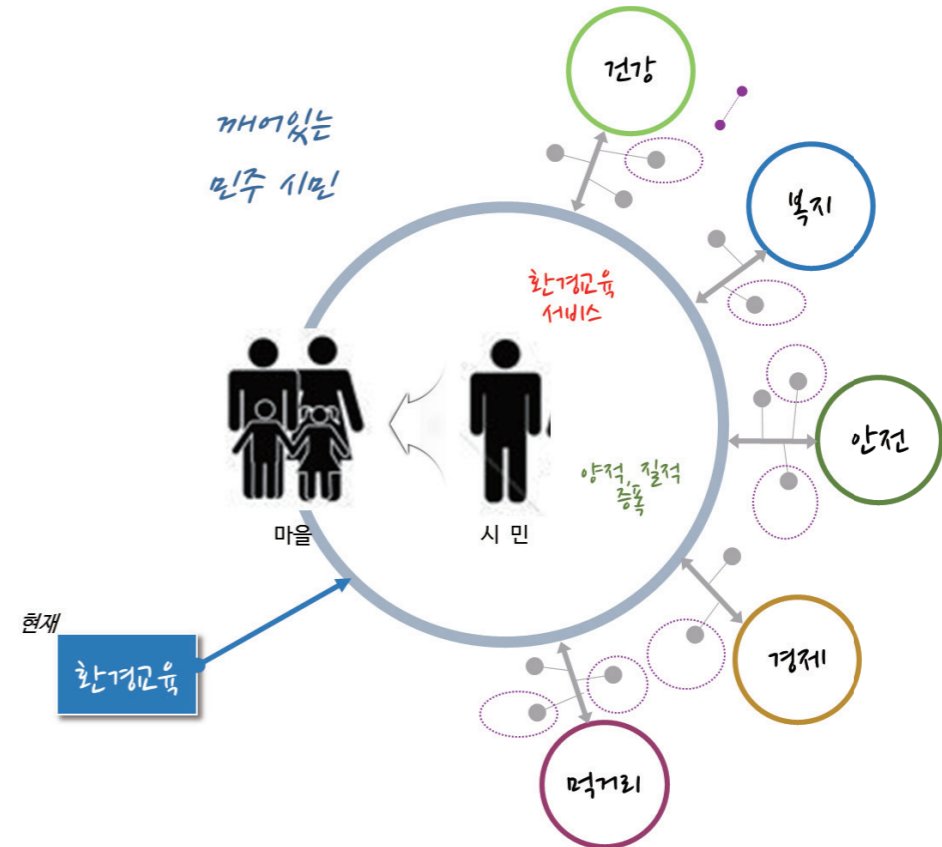 건강
깨어있는
민주 시민
복지
환경교육
서비스
안전
양적, 질적
증폭
마을
시 민
현재
환경교육
경제
먹거리